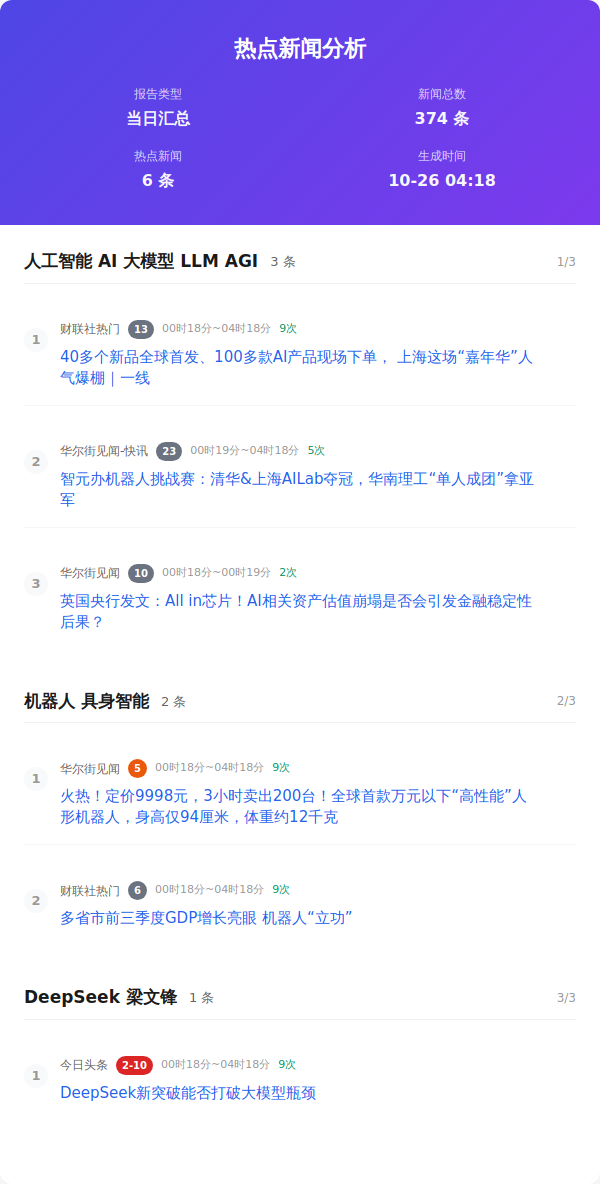 热点新闻分析
报告类型
当日汇总
新闻总数
374 条
热点新闻
6 条
生成时间
10-26 04:18
人工智能 AI 大模型 LLM AGI 3 条 1/3
1
财联社热门 13 00时18分~04时18分 9次
40多个新品全球首发、100多款AI产品现场下单， 上海这场“嘉年华”人
气爆棚｜一线
2
华尔街见闻-快讯 23 00时19分~04时18分 5次
智元办机器人挑战赛：清华&上海AILab夺冠，华南理工“单人成团”拿亚
军
3
华尔街见闻 10 00时18分~00时19分 2次
英国央行发文：All in芯片！AI相关资产估值崩塌是否会引发金融稳定性
后果？
机器人 具身智能 2 条 2/3
1
华尔街见闻 5 00时18分~04时18分 9次
火热！定价9998元，3小时卖出200台！全球首款万元以下“高性能”人
形机器人，身高仅94厘米，体重约12千克
2
财联社热门 6 00时18分~04时18分 9次
多省市前三季度GDP增长亮眼 机器人“立功”
DeepSeek 梁文锋 1 条 3/3
1
今日头条 2-10 00时18分~04时18分 9次
DeepSeek新突破能否打破大模型瓶颈